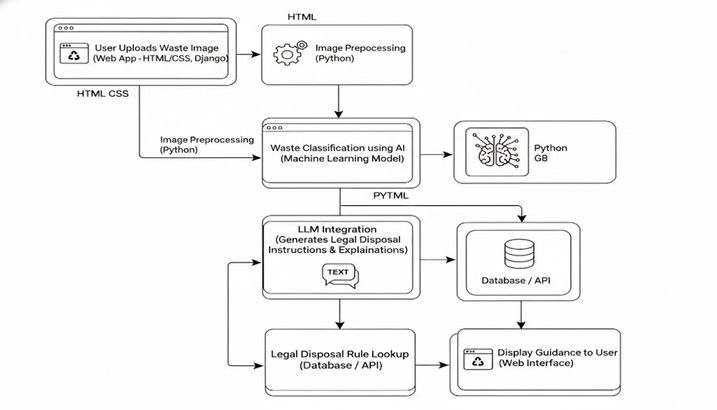 HTML
User Uploads Waste Image
(Web App - HTML/CSS, Django)
Image Prepocessing
(Python)
HTML CSS
Image Preprocessing
(Python)
Waste Classification using AI
(Machine Learning Model)
Python
GB
PYTML
LLM Integration
(Generates Legal Disposal
Instructions & Explainations)
TEXT
Database / API
Legal Disposal Rule Lookup
(Database / API)
Display Guidance to User
(Web Interface)